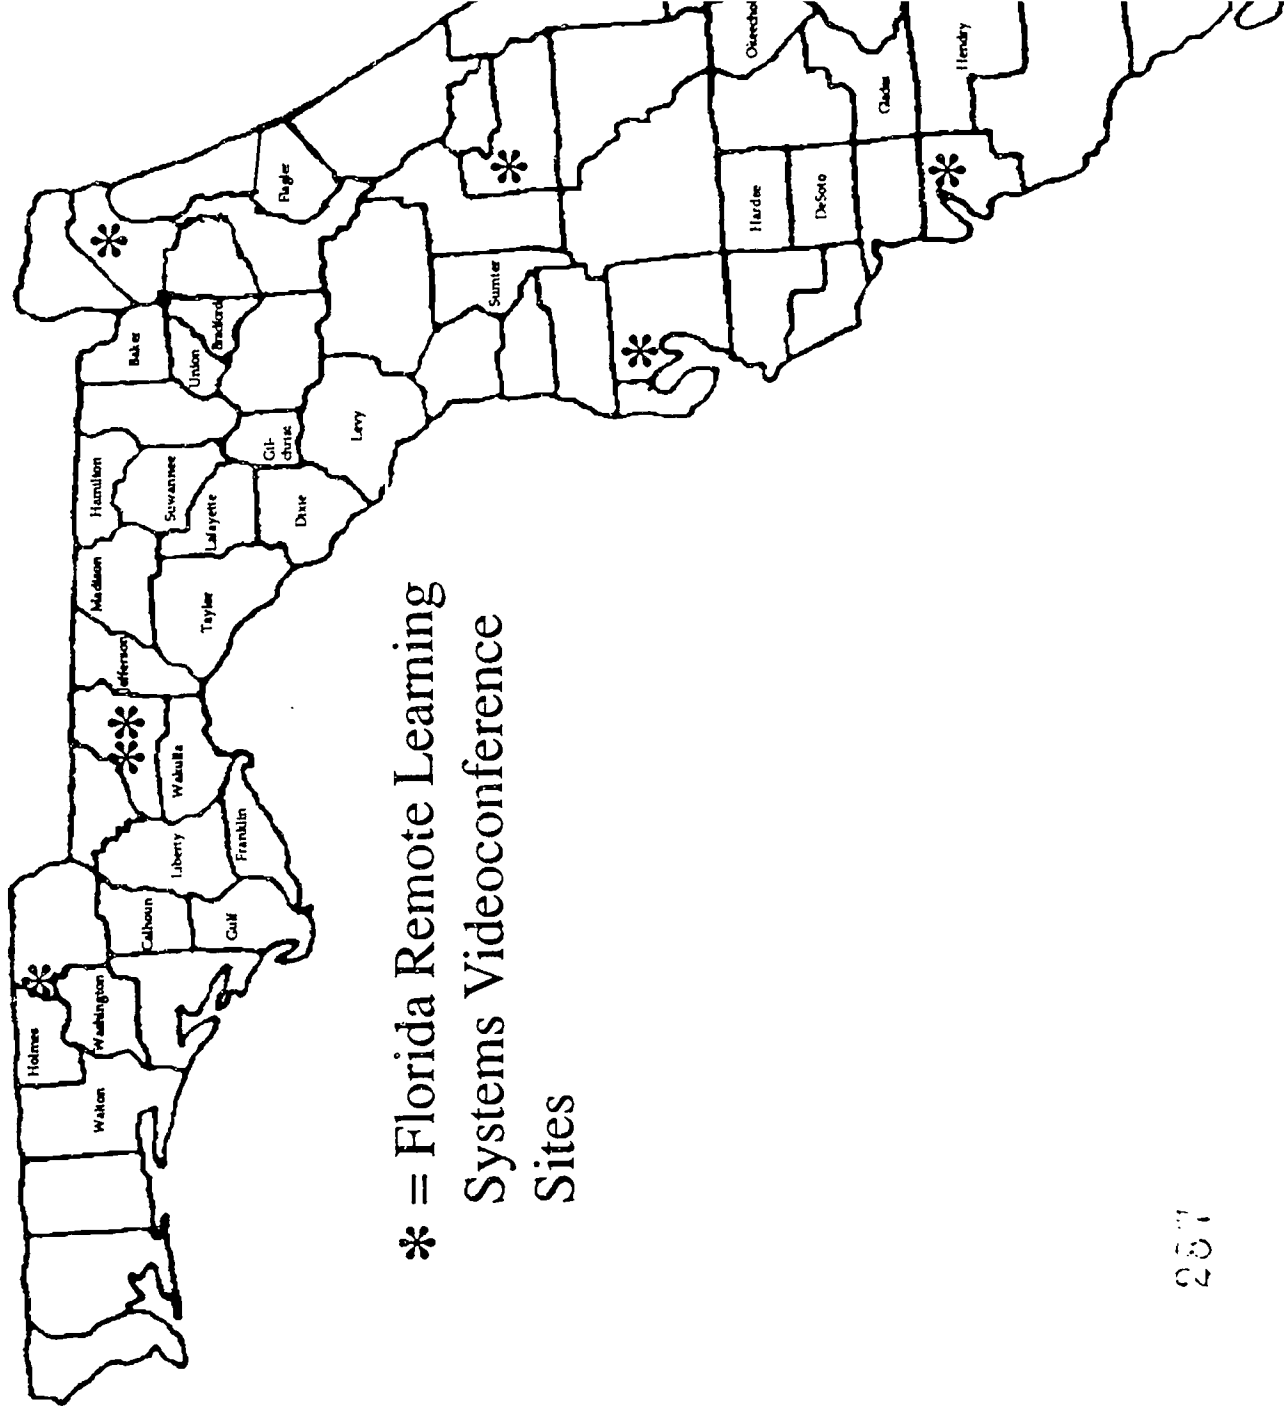 Holmes
Washington
Walton
Calhoun
Gulf
Liberty
Franklin
Wakulla
Jefferson
Madison
Taylor
Hamilton
Suwannee
Lafayette
Dixie
Gil-
christ
Levy
Baker
Union
Bradford
Flagler
Sumter
Hardee
DeSoto
Okeechol
Glades
Hendry
* = Florida Remote Learning
Systems Videoconference
Sites